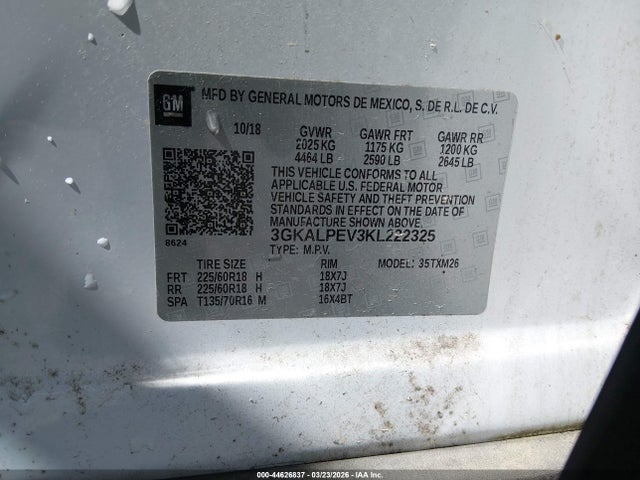 GM
MFD BY GENERAL MOTORS DE MEXICO, S. DE R.L. DE C.V.
10/18 GVWR GAWR FRT GAWR RR
2025 KG 1175 KG 1200 KG
4464 LB 2590 LB 2645 LB
THIS VEHICLE CONFORMS TO ALL
APPLICABLE U.S. FEDERAL MOTOR
VEHICLE SAFETY AND THEFT PREVENTION
STANDARDS IN EFFECT ON THE DATE OF
MANUFACTURE SHOWN ABOVE.
8624 3GKALPEV3KL222325
TYPE: M.P.V.
TIRE SIZE RIM MODEL: 35TXM26
FRT 225/60R18 H 18X7J
RR 225/60R18 H 18X7J
SPA T135/70R16 M 16X4BT
000-44626837 - 03/23/2026 - Copyright IAA, Inc.